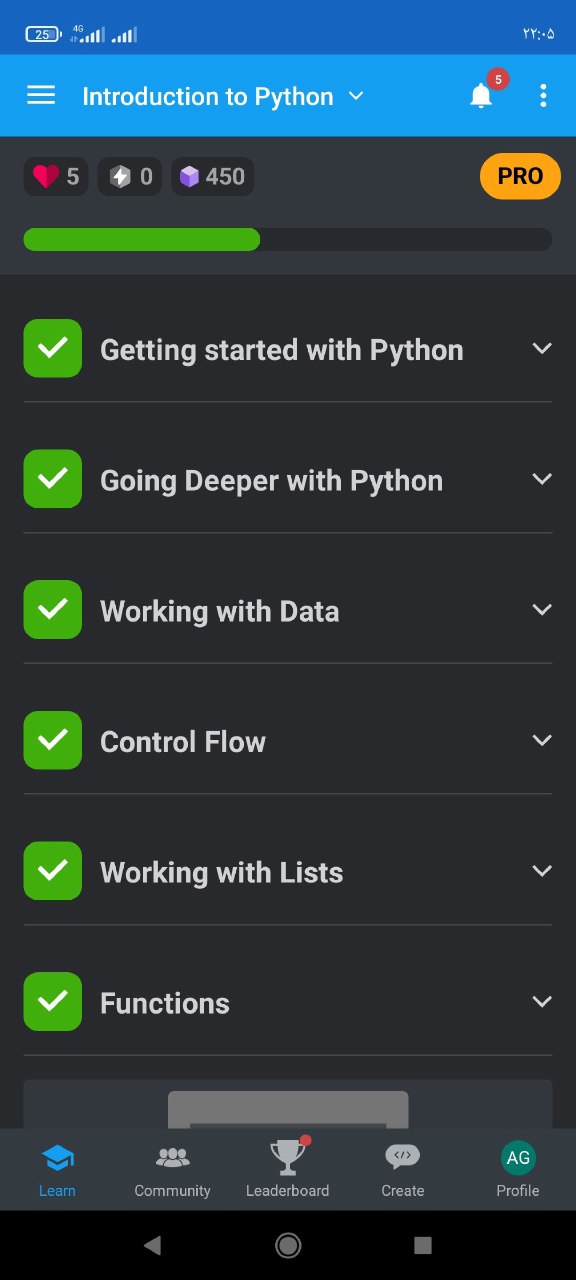 25
4G
۲۲:۰۵
Introduction to Python
5
5
0
450
PRO
Getting started with Python
Going Deeper with Python
Working with Data
Control Flow
Working with Lists
Functions
Learn
Community
Leaderboard
</>
Create
AG
Profile